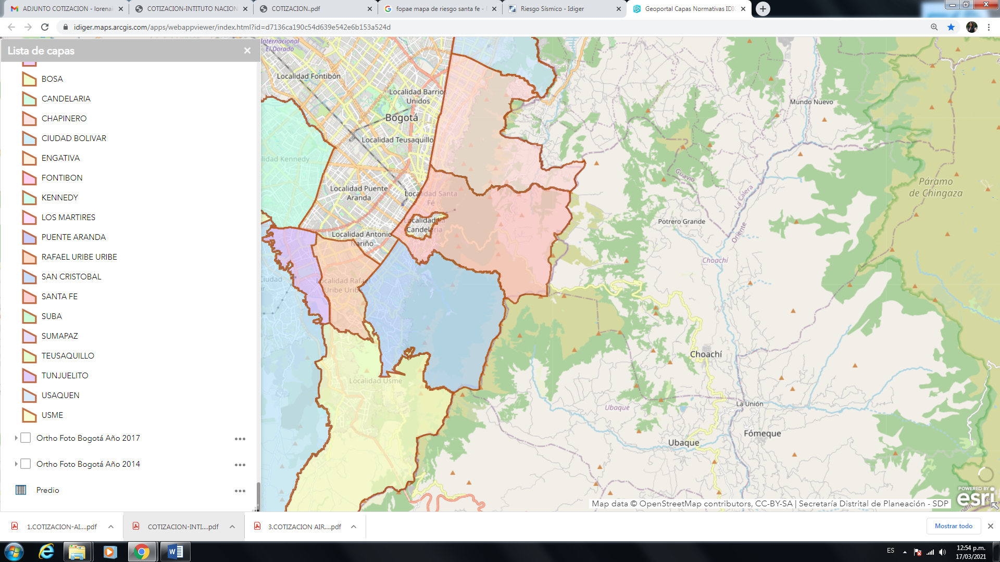 ADJUNTO COTIZACION - lorenai
COTIZACION-INTITUTO NACION
COTIZACION..pdf
fopae mapa de riesgo santa fe -
Riesgo Sísmico - Idiger
Geoportal Capas Normativas IDIG
idiger.maps.arcgis.com/apps/webappviewer/index.html?id=d7136ca190c54d639e542e6b153a524d
Lista de capas
BOSA
CANDELARIA
CHAPINERO
CIUDAD BOLIVAR
ENGATIVA
FONTIBON
KENNEDY
LOS MARTIRES
PUENTE ARANDA
RAFAEL URIBE URIBE
SAN CRISTOBAL
SANTA FE
SUBA
SUMAPAZ
TEUSAQUILLO
TUNJUELITO
USAQUEN
USME
Ortho Foto Bogotá Año 2017
Ortho Foto Bogotá Año 2014
Predio
Internacional
El Dorado
Localidad Fontibón
Localidad Barrios
Unidos
Bogotá
Localidad Teusaquillo
lidad Kennedy
Localidad Puente
Aranda
Localidad Santa
Fé
Localidad La
Candelaria
Localidad Antonio
Nariño
Ciudad
ar
Localidad Rafael
Uribe Uribe
Localidad Usme
Mundo Nuevo
Guavio
La Calera
Oriente
Páramo
de Chingaza
Potrero Grande
Choachí
Choachí
La Unión
Ubaque
Fómeque
Ubaque
POWERED BY
esri
Map data © OpenStreetMap contributors, CC-BY-SA | Secretaría Distrital de Planeación - SDP
1.COTIZACION-AI....pdf
COTIZACION-INTI....pdf
3.COTIZACION AIR....pdf
Mostrar todo
ES
12:54 p.m.
17/03/2021